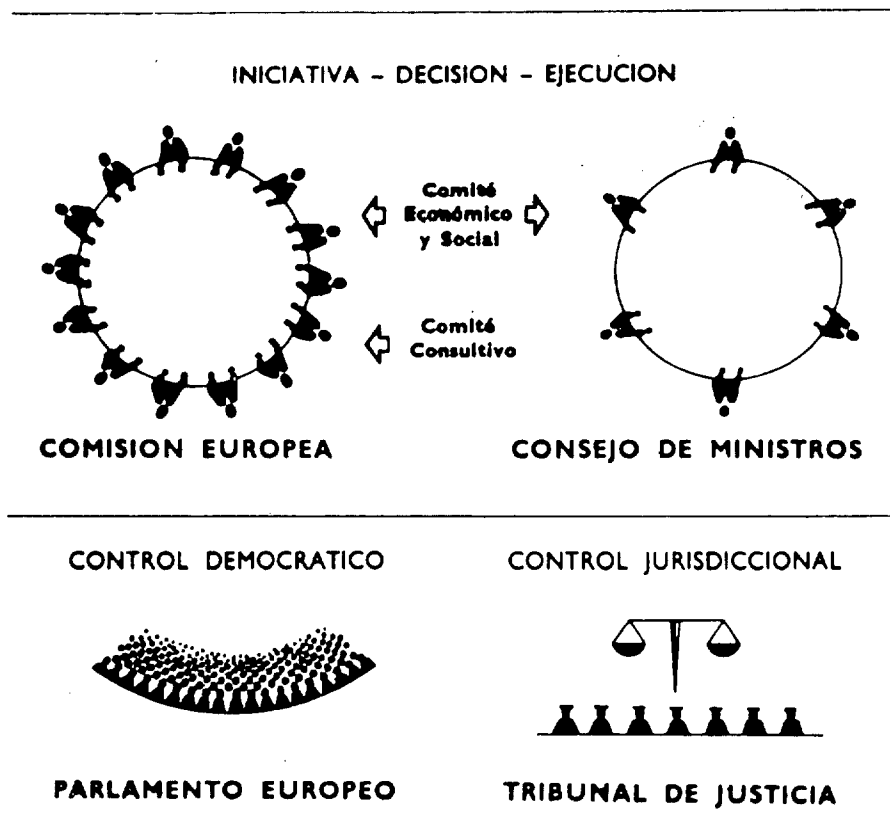 INICIATIVA – DECISION – EJECUCION
Comité
Económico
y Social
Comité
Consultivo
COMISION EUROPEA
CONSEJO DE MINISTROS
CONTROL DEMOCRATICO
CONTROL JURISDICCIONAL
PARLAMENTO EUROPEO
TRIBUNAL DE JUSTICIA